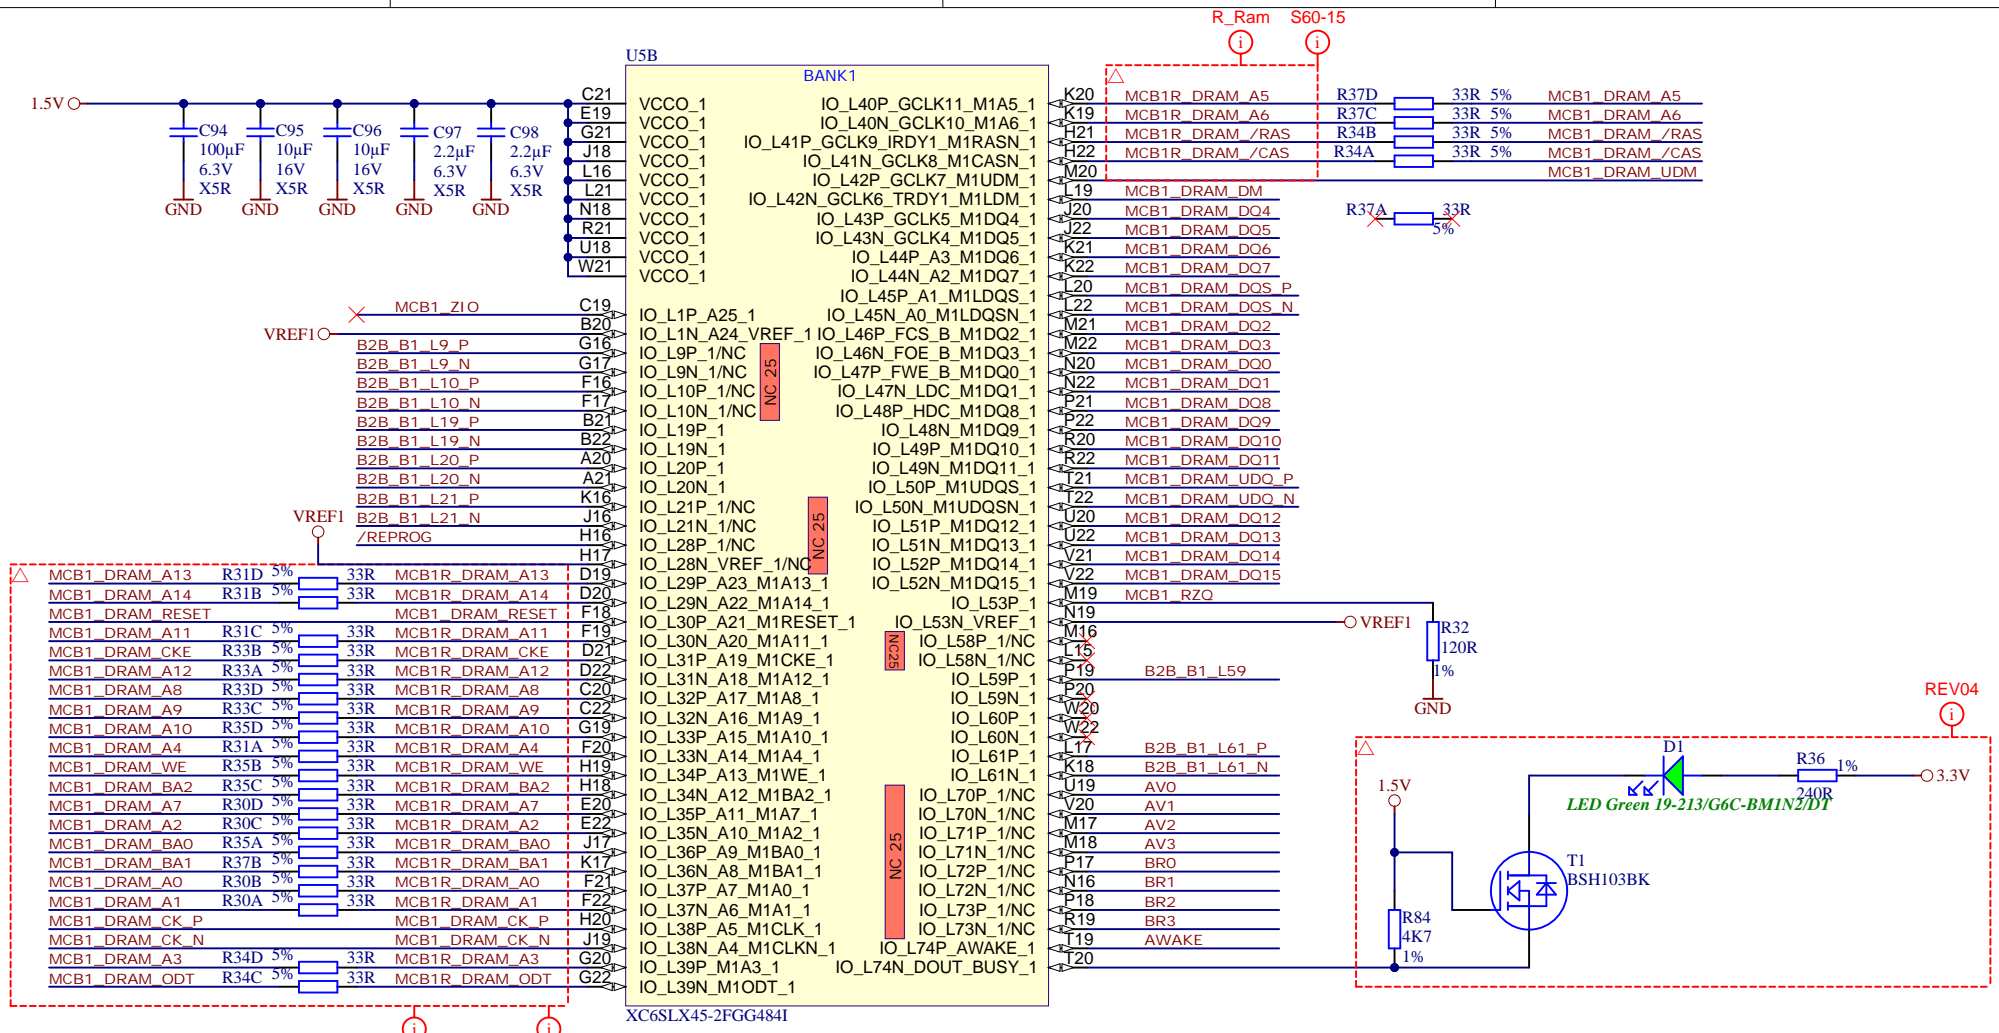 R_Ram S60-15
i i
U5B
BANK1
1.5V
C94 100µF 6.3V X5R GND
C95 10µF 16V X5R GND
C96 10µF 16V X5R GND
C97 2.2µF 6.3V X5R GND
C98 2.2µF 6.3V X5R GND
C21 VCCO_1
E19 VCCO_1
G21 VCCO_1
J18 VCCO_1
L16 VCCO_1
L21 VCCO_1
N18 VCCO_1
R21 VCCO_1
U18 VCCO_1
W21 VCCO_1
MCB1_ZIO C19 IO_L1P_A25_1
VREF1 B20 IO_L1N_A24_VREF_1
B2B_B1_L9_P G16 IO_L9P_1/NC
B2B_B1_L9_N G17 IO_L9N_1/NC
B2B_B1_L10_P F16 IO_L10P_1/NC
B2B_B1_L10_N F17 IO_L10N_1/NC
NC 25
B2B_B1_L19_P B21 IO_L19P_1
B2B_B1_L19_N B22 IO_L19N_1
B2B_B1_L20_P A20 IO_L20P_1
B2B_B1_L20_N A21 IO_L20N_1
B2B_B1_L21_P K16 IO_L21P_1/NC
B2B_B1_L21_N J16 IO_L21N_1/NC
/REPROG H16 IO_L28P_1/NC
VREF1 H17 IO_L28N_VREF_1/NC
NC 25
MCB1_DRAM_A13 R31D 5% 33R MCB1R_DRAM_A13 D19 IO_L29P_A23_M1A13_1
MCB1_DRAM_A14 R31B 5% 33R MCB1R_DRAM_A14 D20 IO_L29N_A22_M1A14_1
MCB1_DRAM_RESET MCB1_DRAM_RESET F18 IO_L30P_A21_M1RESET_1
MCB1_DRAM_A11 R31C 5% 33R MCB1R_DRAM_A11 F19 IO_L30N_A20_M1A11_1
MCB1_DRAM_CKE R33B 5% 33R MCB1R_DRAM_CKE D21 IO_L31P_A19_M1CKE_1
MCB1_DRAM_A12 R33A 5% 33R MCB1R_DRAM_A12 D22 IO_L31N_A18_M1A12_1
MCB1_DRAM_A8 R33D 5% 33R MCB1R_DRAM_A8 C20 IO_L32P_A17_M1A8_1
MCB1_DRAM_A9 R33C 5% 33R MCB1R_DRAM_A9 C22 IO_L32N_A16_M1A9_1
MCB1_DRAM_A10 R35D 5% 33R MCB1R_DRAM_A10 G19 IO_L33P_A15_M1A10_1
MCB1_DRAM_A4 R31A 5% 33R MCB1R_DRAM_A4 F20 IO_L33N_A14_M1A4_1
MCB1_DRAM_WE R35B 5% 33R MCB1R_DRAM_WE H19 IO_L34P_A13_M1WE_1
MCB1_DRAM_BA2 R35C 5% 33R MCB1R_DRAM_BA2 H18 IO_L34N_A12_M1BA2_1
MCB1_DRAM_A7 R30D 5% 33R MCB1R_DRAM_A7 E20 IO_L35P_A11_M1A7_1
MCB1_DRAM_A2 R30C 5% 33R MCB1R_DRAM_A2 E22 IO_L35N_A10_M1A2_1
MCB1_DRAM_BA0 R35A 5% 33R MCB1R_DRAM_BA0 J17 IO_L36P_A9_M1BA0_1
MCB1_DRAM_BA1 R37B 5% 33R MCB1R_DRAM_BA1 K17 IO_L36N_A8_M1BA1_1
MCB1_DRAM_A0 R30B 5% 33R MCB1R_DRAM_A0 F21 IO_L37P_A7_M1A0_1
MCB1_DRAM_A1 R30A 5% 33R MCB1R_DRAM_A1 F22 IO_L37N_A6_M1A1_1
MCB1_DRAM_CK_P MCB1_DRAM_CK_P H20 IO_L38P_A5_M1CLK_1
MCB1_DRAM_CK_N MCB1_DRAM_CK_N J19 IO_L38N_A4_M1CLKN_1
MCB1_DRAM_A3 R34D 5% 33R MCB1R_DRAM_A3 G20 IO_L39P_M1A3_1
MCB1_DRAM_ODT R34C 5% 33R MCB1R_DRAM_ODT G22 IO_L39N_M1ODT_1
i i
XC6SLX45-2FGG484I
IO_L40P_GCLK11_M1A5_1 K20 MCB1R_DRAM_A5 R37D 33R 5% MCB1_DRAM_A5
IO_L40N_GCLK10_M1A6_1 K19 MCB1R_DRAM_A6 R37C 33R 5% MCB1_DRAM_A6
IO_L41P_GCLK9_IRDY1_M1RASN_1 H21 MCB1R_DRAM_/RAS R34B 33R 5% MCB1_DRAM_/RAS
IO_L41N_GCLK8_M1CASN_1 H22 MCB1R_DRAM_/CAS R34A 33R 5% MCB1_DRAM_/CAS
IO_L42P_GCLK7_M1UDM_1 M20 MCB1_DRAM_UDM
IO_L42N_GCLK6_TRDY1_M1LDM_1 L19 MCB1_DRAM_DM
IO_L43P_GCLK5_M1DQ4_1 J20 MCB1_DRAM_DQ4
R37A 33R 5%
IO_L43N_GCLK4_M1DQ5_1 J22 MCB1_DRAM_DQ5
IO_L44P_A3_M1DQ6_1 K21 MCB1_DRAM_DQ6
IO_L44N_A2_M1DQ7_1 K22 MCB1_DRAM_DQ7
IO_L45P_A1_M1LDQS_1 L20 MCB1_DRAM_DQS_P
IO_L45N_A0_M1LDQSN_1 L22 MCB1_DRAM_DQS_N
IO_L46P_FCS_B_M1DQ2_1 M21 MCB1_DRAM_DQ2
IO_L46N_FOE_B_M1DQ3_1 M22 MCB1_DRAM_DQ3
IO_L47P_FWE_B_M1DQ0_1 N20 MCB1_DRAM_DQ0
IO_L47N_LDC_M1DQ1_1 N22 MCB1_DRAM_DQ1
IO_L48P_HDC_M1DQ8_1 P21 MCB1_DRAM_DQ8
IO_L48N_M1DQ9_1 P22 MCB1_DRAM_DQ9
IO_L49P_M1DQ10_1 R20 MCB1_DRAM_DQ10
IO_L49N_M1DQ11_1 R22 MCB1_DRAM_DQ11
IO_L50P_M1UDQS_1 T21 MCB1_DRAM_UDQ_P
IO_L50N_M1UDQSN_1 T22 MCB1_DRAM_UDQ_N
IO_L51P_M1DQ12_1 U20 MCB1_DRAM_DQ12
IO_L51N_M1DQ13_1 U22 MCB1_DRAM_DQ13
IO_L52P_M1DQ14_1 V21 MCB1_DRAM_DQ14
IO_L52N_M1DQ15_1 V22 MCB1_DRAM_DQ15
IO_L53P_1 M19 MCB1_RZQ
IO_L53N_VREF_1 N19 VREF1
R32 120R 1% GND
NC25
IO_L58P_1/NC M16
IO_L58N_1/NC L15
IO_L59P_1 P19 B2B_B1_L59
IO_L59N_1 P20
IO_L60P_1 W20
IO_L60N_1 W22
IO_L61P_1 L17 B2B_B1_L61_P
IO_L61N_1 K18 B2B_B1_L61_N
NC 25
IO_L70P_1/NC U19 AV0
IO_L70N_1/NC V20 AV1
IO_L71P_1/NC M17 AV2
IO_L71N_1/NC M18 AV3
IO_L72P_1/NC P17 BR0
IO_L72N_1/NC N16 BR1
IO_L73P_1/NC P18 BR2
IO_L73N_1/NC R19 BR3
IO_L74P_AWAKE_1 T19 AWAKE
IO_L74N_DOUT_BUSY_1 T20
REV04
i
1.5V
D1
R36 1% 240R
3.3V
LED Green 19-213/G6C-BM1N2/DT
T1
BSH103BK
R84
4K7
1%